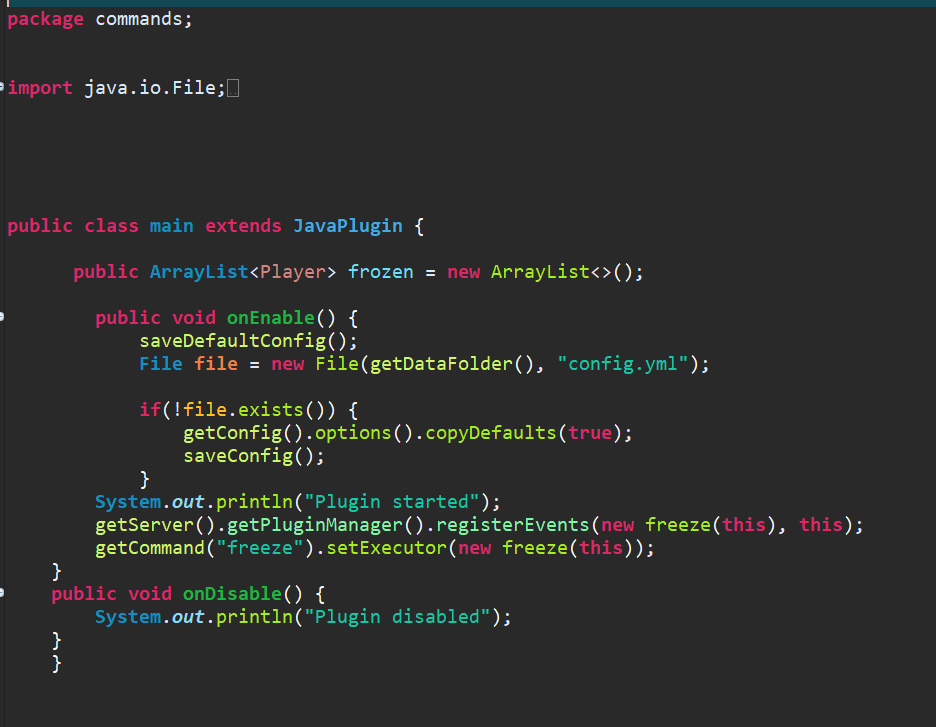 package commands;
import java.io.File;
public class main extends JavaPlugin {
public ArrayList<Player> frozen = new ArrayList<>();
public void onEnable() {
saveDefaultConfig();
File file = new File(getDataFolder(), "config.yml");
if(!file.exists()) {
getConfig().options().copyDefaults(true);
saveConfig();
}
System.out.println("Plugin started");
getServer().getPluginManager().registerEvents(new freeze(this), this);
getCommand("freeze").setExecutor(new freeze(this));
}
public void onDisable() {
System.out.println("Plugin disabled");
}
}